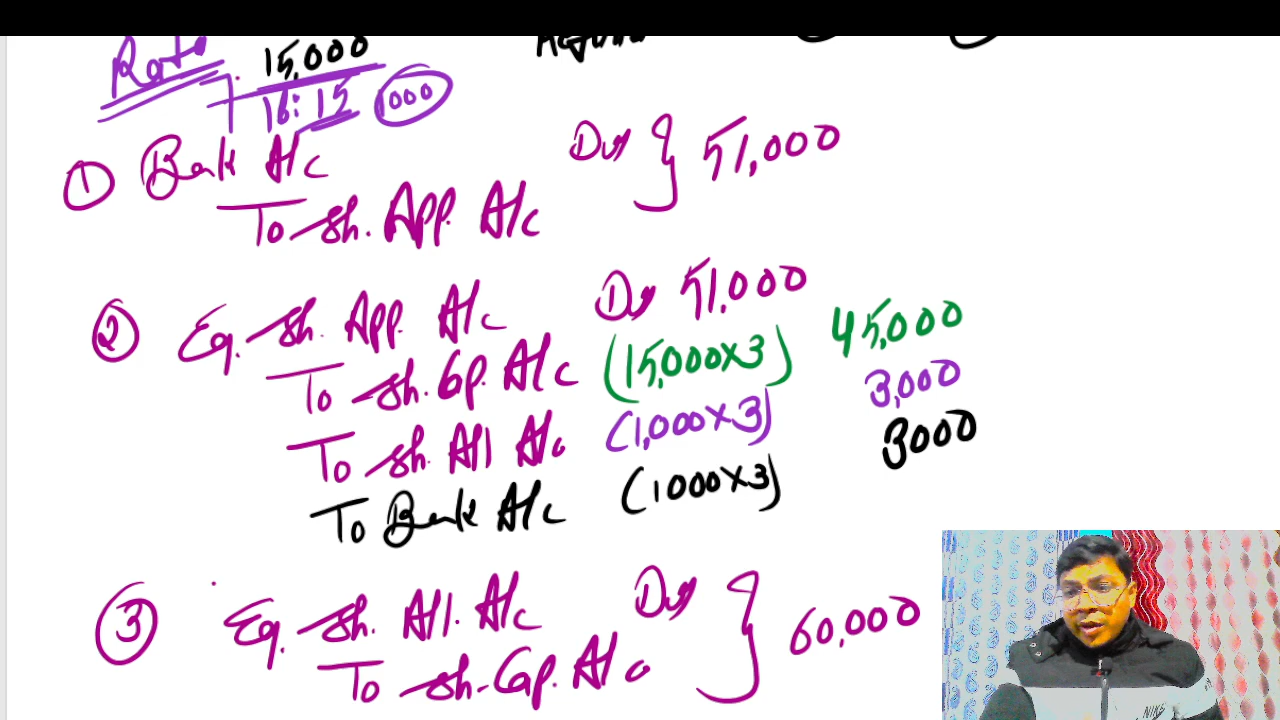 Rate 15,000
16:15 1000
① Bank A/c Dr } 51,000
To Sh. App. A/c
② Eq. Sh. App. A/c Dr 51,000
To Sh. Cap. A/c (15,000×3) 45,000
To Sh. All A/c (1,000×3) 3,000
To Bank A/c (1000×3) 3000
③ Eq. Sh. All. A/c Dr } 60,000
To Sh. Cap. A/c